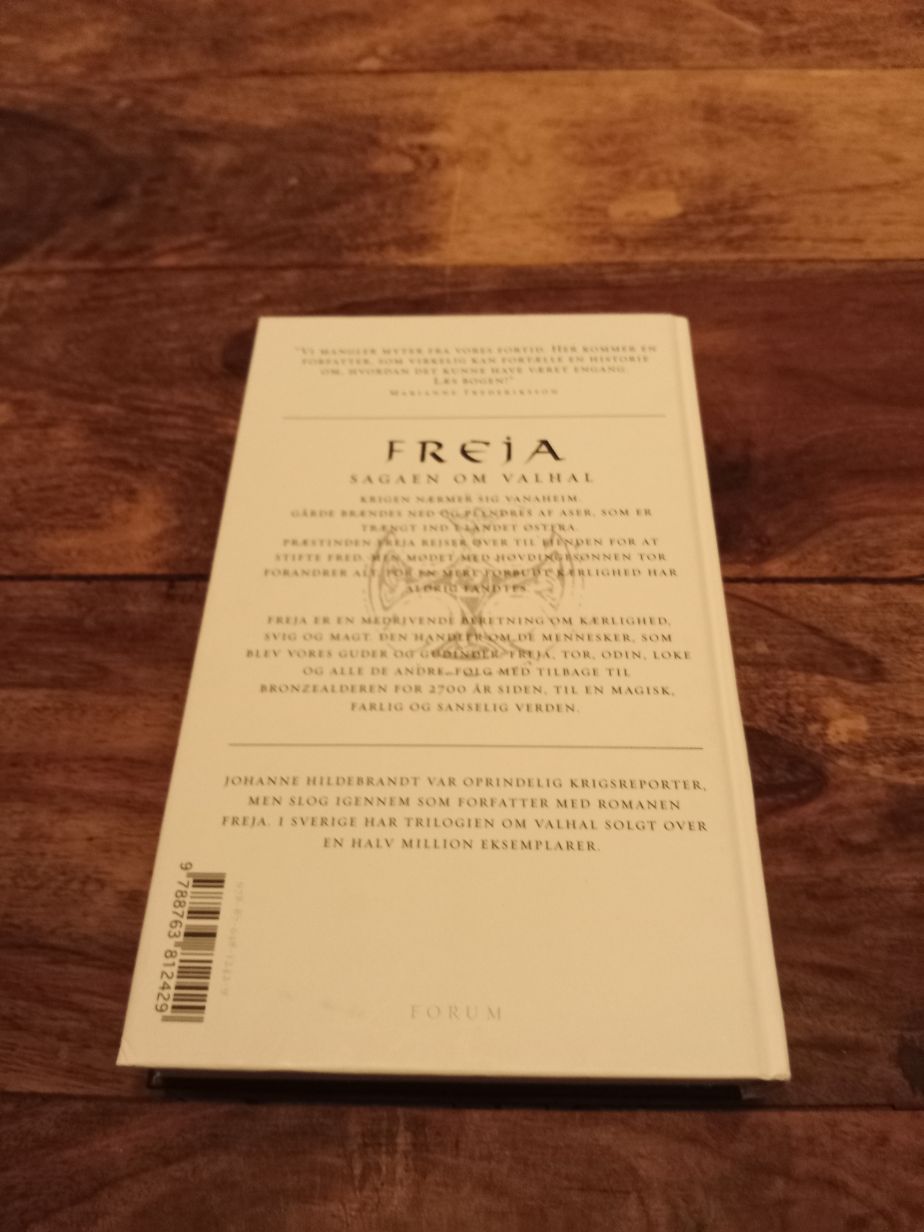 "VI MANGLER MYTER FRA VORES FORTID. HER KOMMER EN
FORFATTER, SOM VIRKELIG KAN FORTÆLLE EN HISTORIE
OM, HVORDAN DET KUNNE HAVE VÆRET ENGANG.
LÆS BOGEN!"
MARIANNE FREDERIKSSON
FREJA
SAGAEN OM VALHAL
KRIGEN NÆRMER SIG VANAHEIM.
GÅRDE BRÆNDES NED OG PLYNDRES AF ASER, SOM ER
TRÆNGT IND I LANDET ØSTFRA.
PRÆSTINDEN FREJA REJSER OVER TIL FJENDEN FOR AT
STIFTE FRED. MEN MØDET MED HØVDINGESØNNEN TOR
FORANDRER ALT, FOR EN MERE FORBUDT KÆRLIGHED HAR
ALDRIG FANDTES.
FREJA ER EN MEDRIVENDE BERETNING OM KÆRLIGHED,
SVIG OG MAGT. DEN HANDLER OM DE MENNESKER, SOM
BLEV VORES GUDER OG GUDINDER: FREJA, TOR, ODIN, LOKE
OG ALLE DE ANDRE. FØLG MED TILBAGE TIL
BRONZEALDEREN FOR 2700 ÅR SIDEN, TIL EN MAGISK,
FARLIG OG SANSELIG VERDEN.
JOHANNE HILDEBRANDT VAR OPRINDELIG KRIGSREPORTER,
MEN SLOG IGENNEM SOM FORFATTER MED ROMANEN
FREJA. I SVERIGE HAR TRILOGIEN OM VALHAL SOLGT OVER
EN HALV MILLION EKSEMPLARER.
9 788763 812429
FORUM